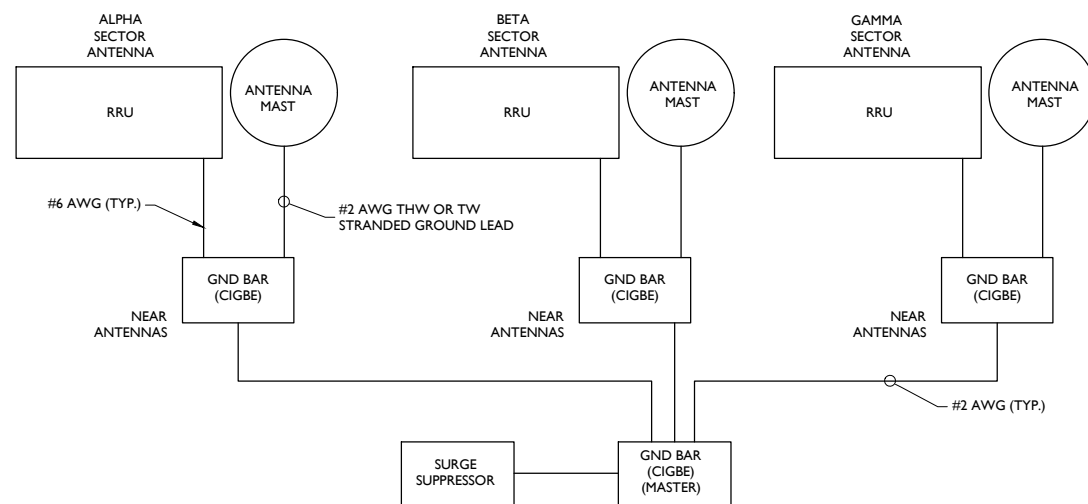 ALPHA
SECTOR
ANTENNA
BETA
SECTOR
ANTENNA
GAMMA
SECTOR
ANTENNA
RRU
ANTENNA
MAST
RRU
ANTENNA
MAST
RRU
ANTENNA
MAST
#6 AWG (TYP.)
#2 AWG THW OR TW
STRANDED GROUND LEAD
GND BAR
(CIGBE)
GND BAR
(CIGBE)
GND BAR
(CIGBE)
NEAR
ANTENNAS
NEAR
ANTENNAS
NEAR
ANTENNAS
#2 AWG (TYP.)
SURGE
SUPPRESSOR
GND BAR
(CIGBE)
(MASTER)